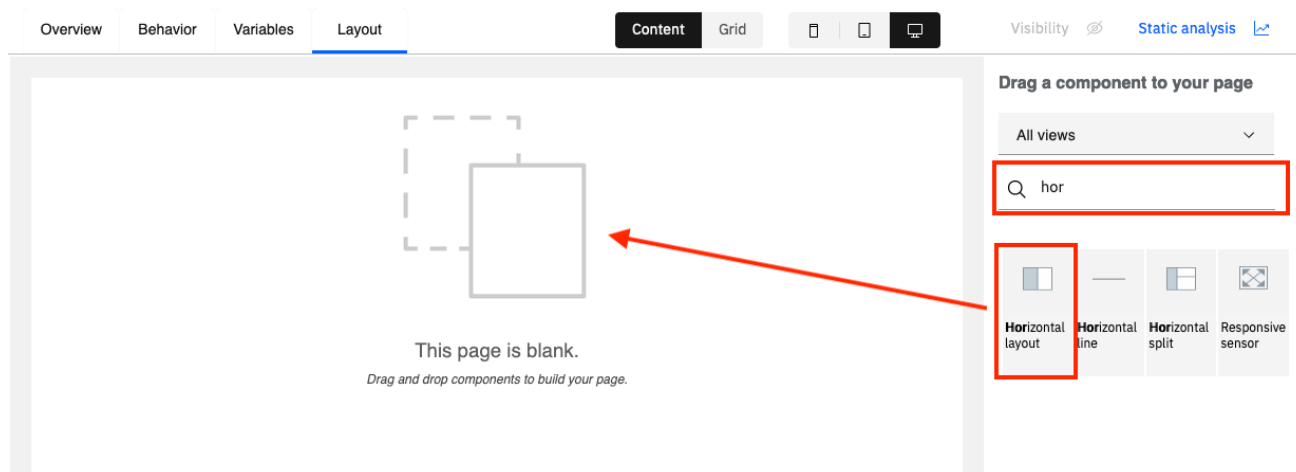 Overview Behavior Variables Layout Content Grid Visibility Static analysis
Drag a component to your page
All views
hor
Horizontal layout
Horizontal line
Horizontal split
Responsive sensor
This page is blank.
Drag and drop components to build your page.